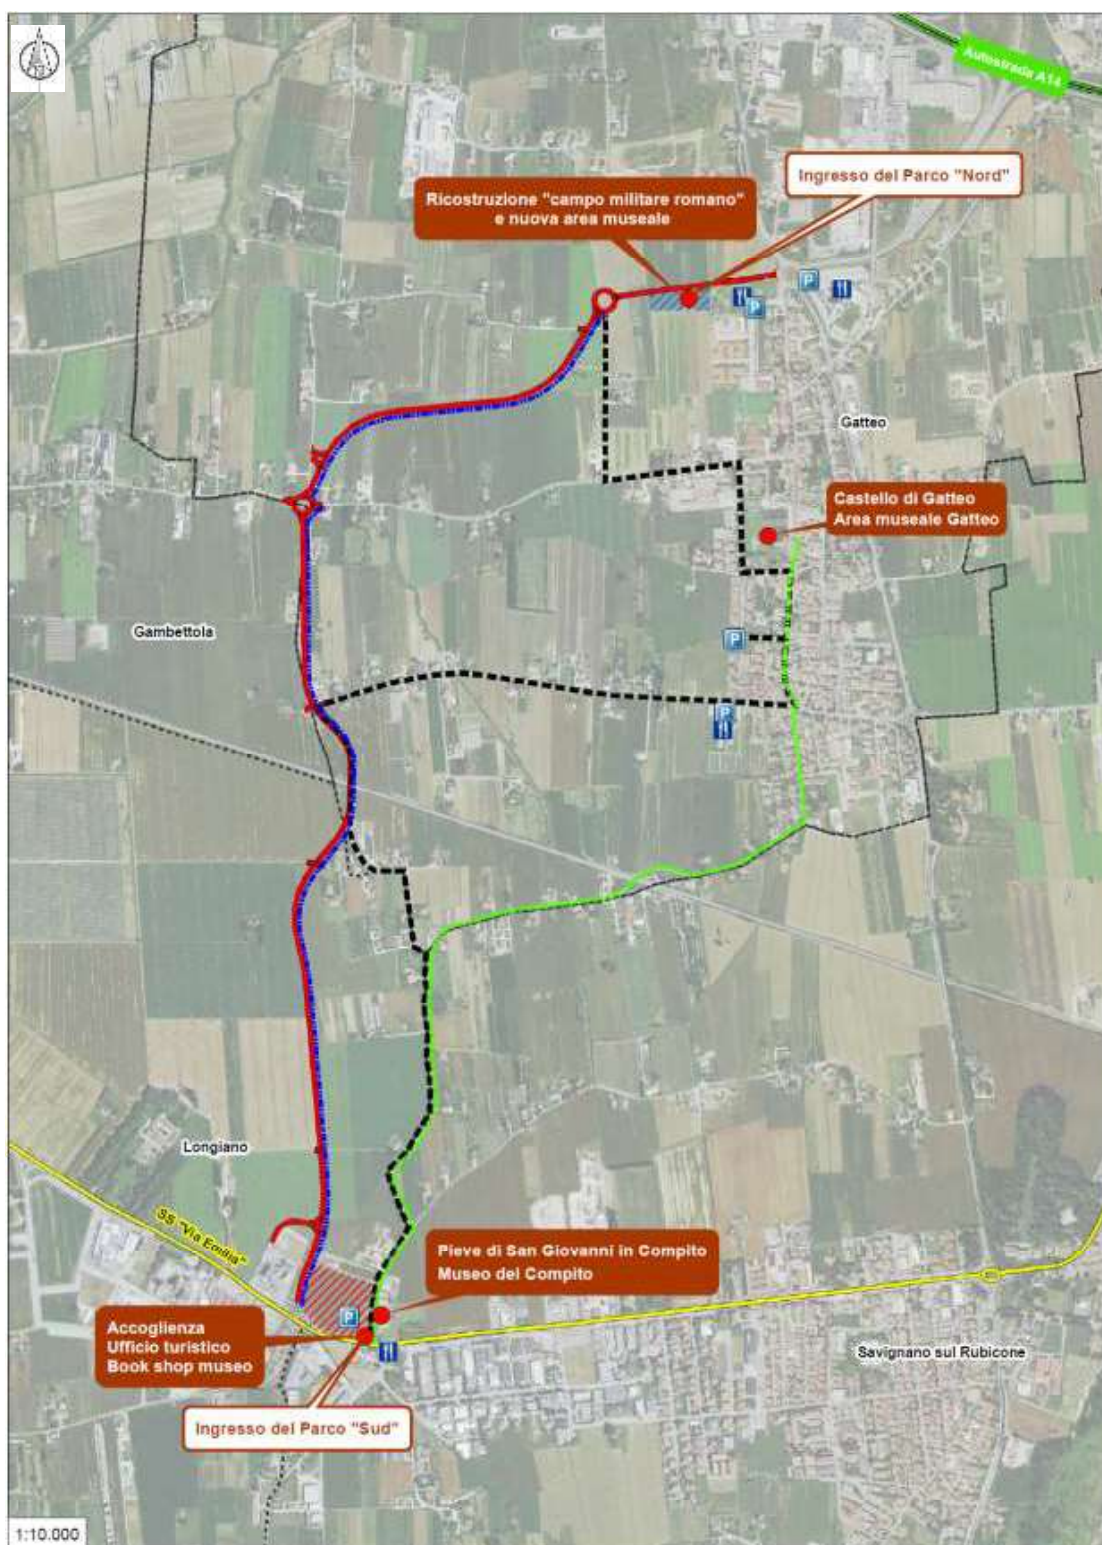 Autostrada A14
Ingresso del Parco "Nord"
Ricostruzione "campo militare romano"
e nuova area museale
P
P
Gatteo
Castello di Gatteo
Area museale Gatteo
Gambettola
P
P
Longiano
SS "Via Emilia"
Pieve di San Giovanni in Compito
Museo del Compito
P
Accoglienza
Ufficio turistico
Book shop museo
Savignano sul Rubicone
Ingresso del Parco "Sud"
1:10.000